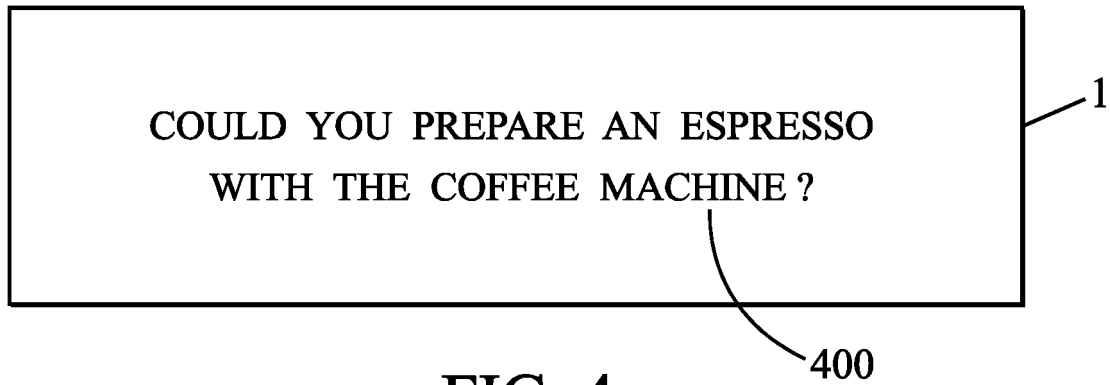 COULD YOU PREPARE AN ESPRESSO
WITH THE COFFEE MACHINE ?
1
400
FIG. 4